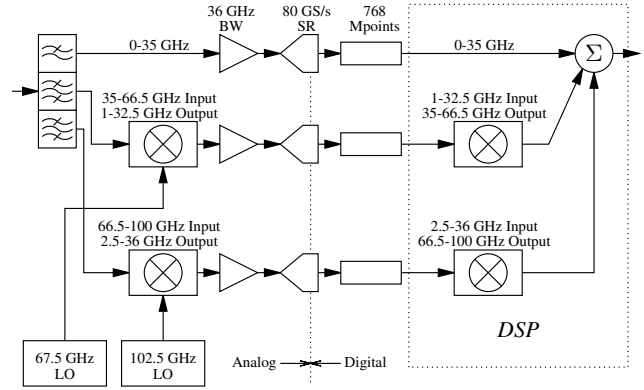 36 GHz
BW
80 GS/s
SR
768
Mpoints
0-35 GHz
0-35 GHz
Σ
35-66.5 GHz Input
1-32.5 GHz Output
1-32.5 GHz Input
35-66.5 GHz Output
66.5-100 GHz Input
2.5-36 GHz Output
2.5-36 GHz Input
66.5-100 GHz Output
DSP
67.5 GHz
LO
102.5 GHz
LO
Analog
Digital